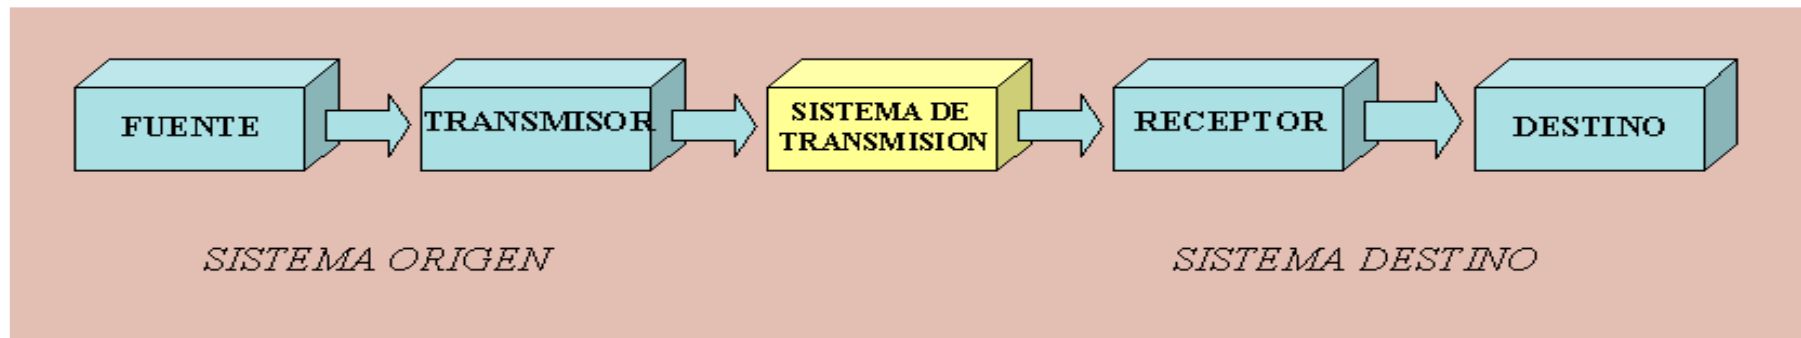 FUENTE
TRANSMISOR
SISTEMA DE
TRANSMISION
RECEPTOR
DESTINO
SISTEMA ORIGEN
SISTEMA DESTINO